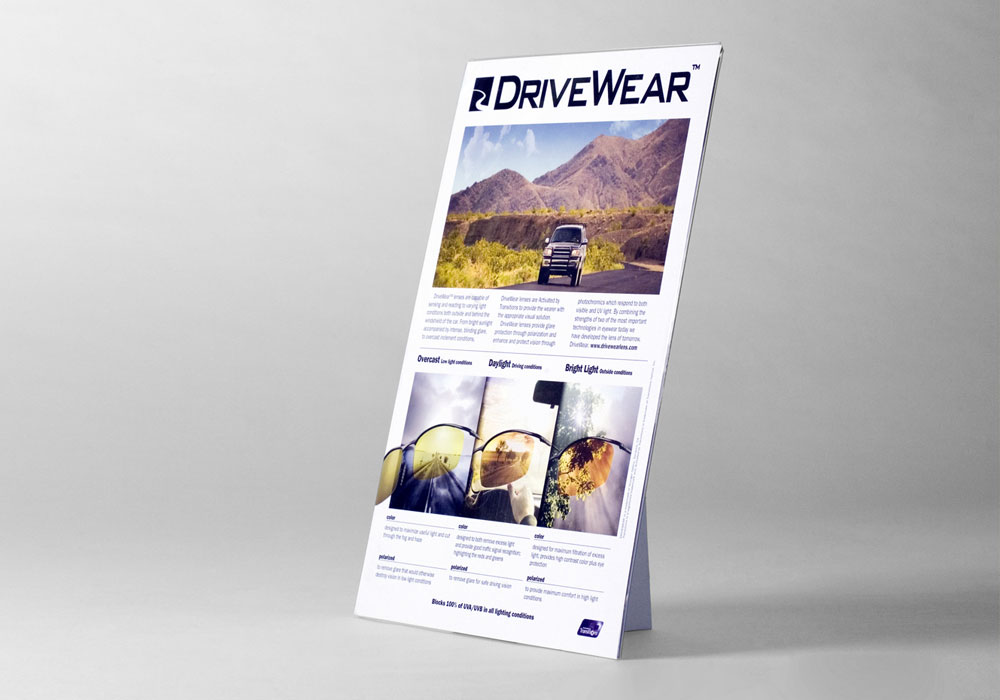 DRIVEWEAR™
DriveWear™ lenses are capable of
sensing and reacting to varying light
conditions both outside and behind the
windshield of the car. From bright sunlight
accompanied by intense, blinding glare,
to overcast inclement conditions,
DriveWear lenses are Activated by
Transitions to provide the wearer with
the appropriate visual solution.
DriveWear lenses provide glare
protection through polarization and
enhance and protect vision through
photochromics which respond to both
visible and UV light. By combining the
strengths of two of the most important
technologies in eyewear today, we
have developed the lens of tomorrow.
DriveWear. www.drivewearlens.com
Overcast Low light conditions
Daylight Driving conditions
Bright Light Outside conditions
color
designed to maximize useful light and cut
through the fog and haze
polarized
to remove glare that would otherwise
destroy vision in low light conditions
color
designed to both remove excess light
and provide good traffic signal recognition;
highlighting the reds and greens
polarized
to remove glare for safe driving vision
color
designed for maximum filtration of excess
light, provides high contrast color plus eye
protection
polarized
to provide maximum comfort in high light
conditions
Blocks 100% of UVA/UVB in all lighting conditions
Transitions